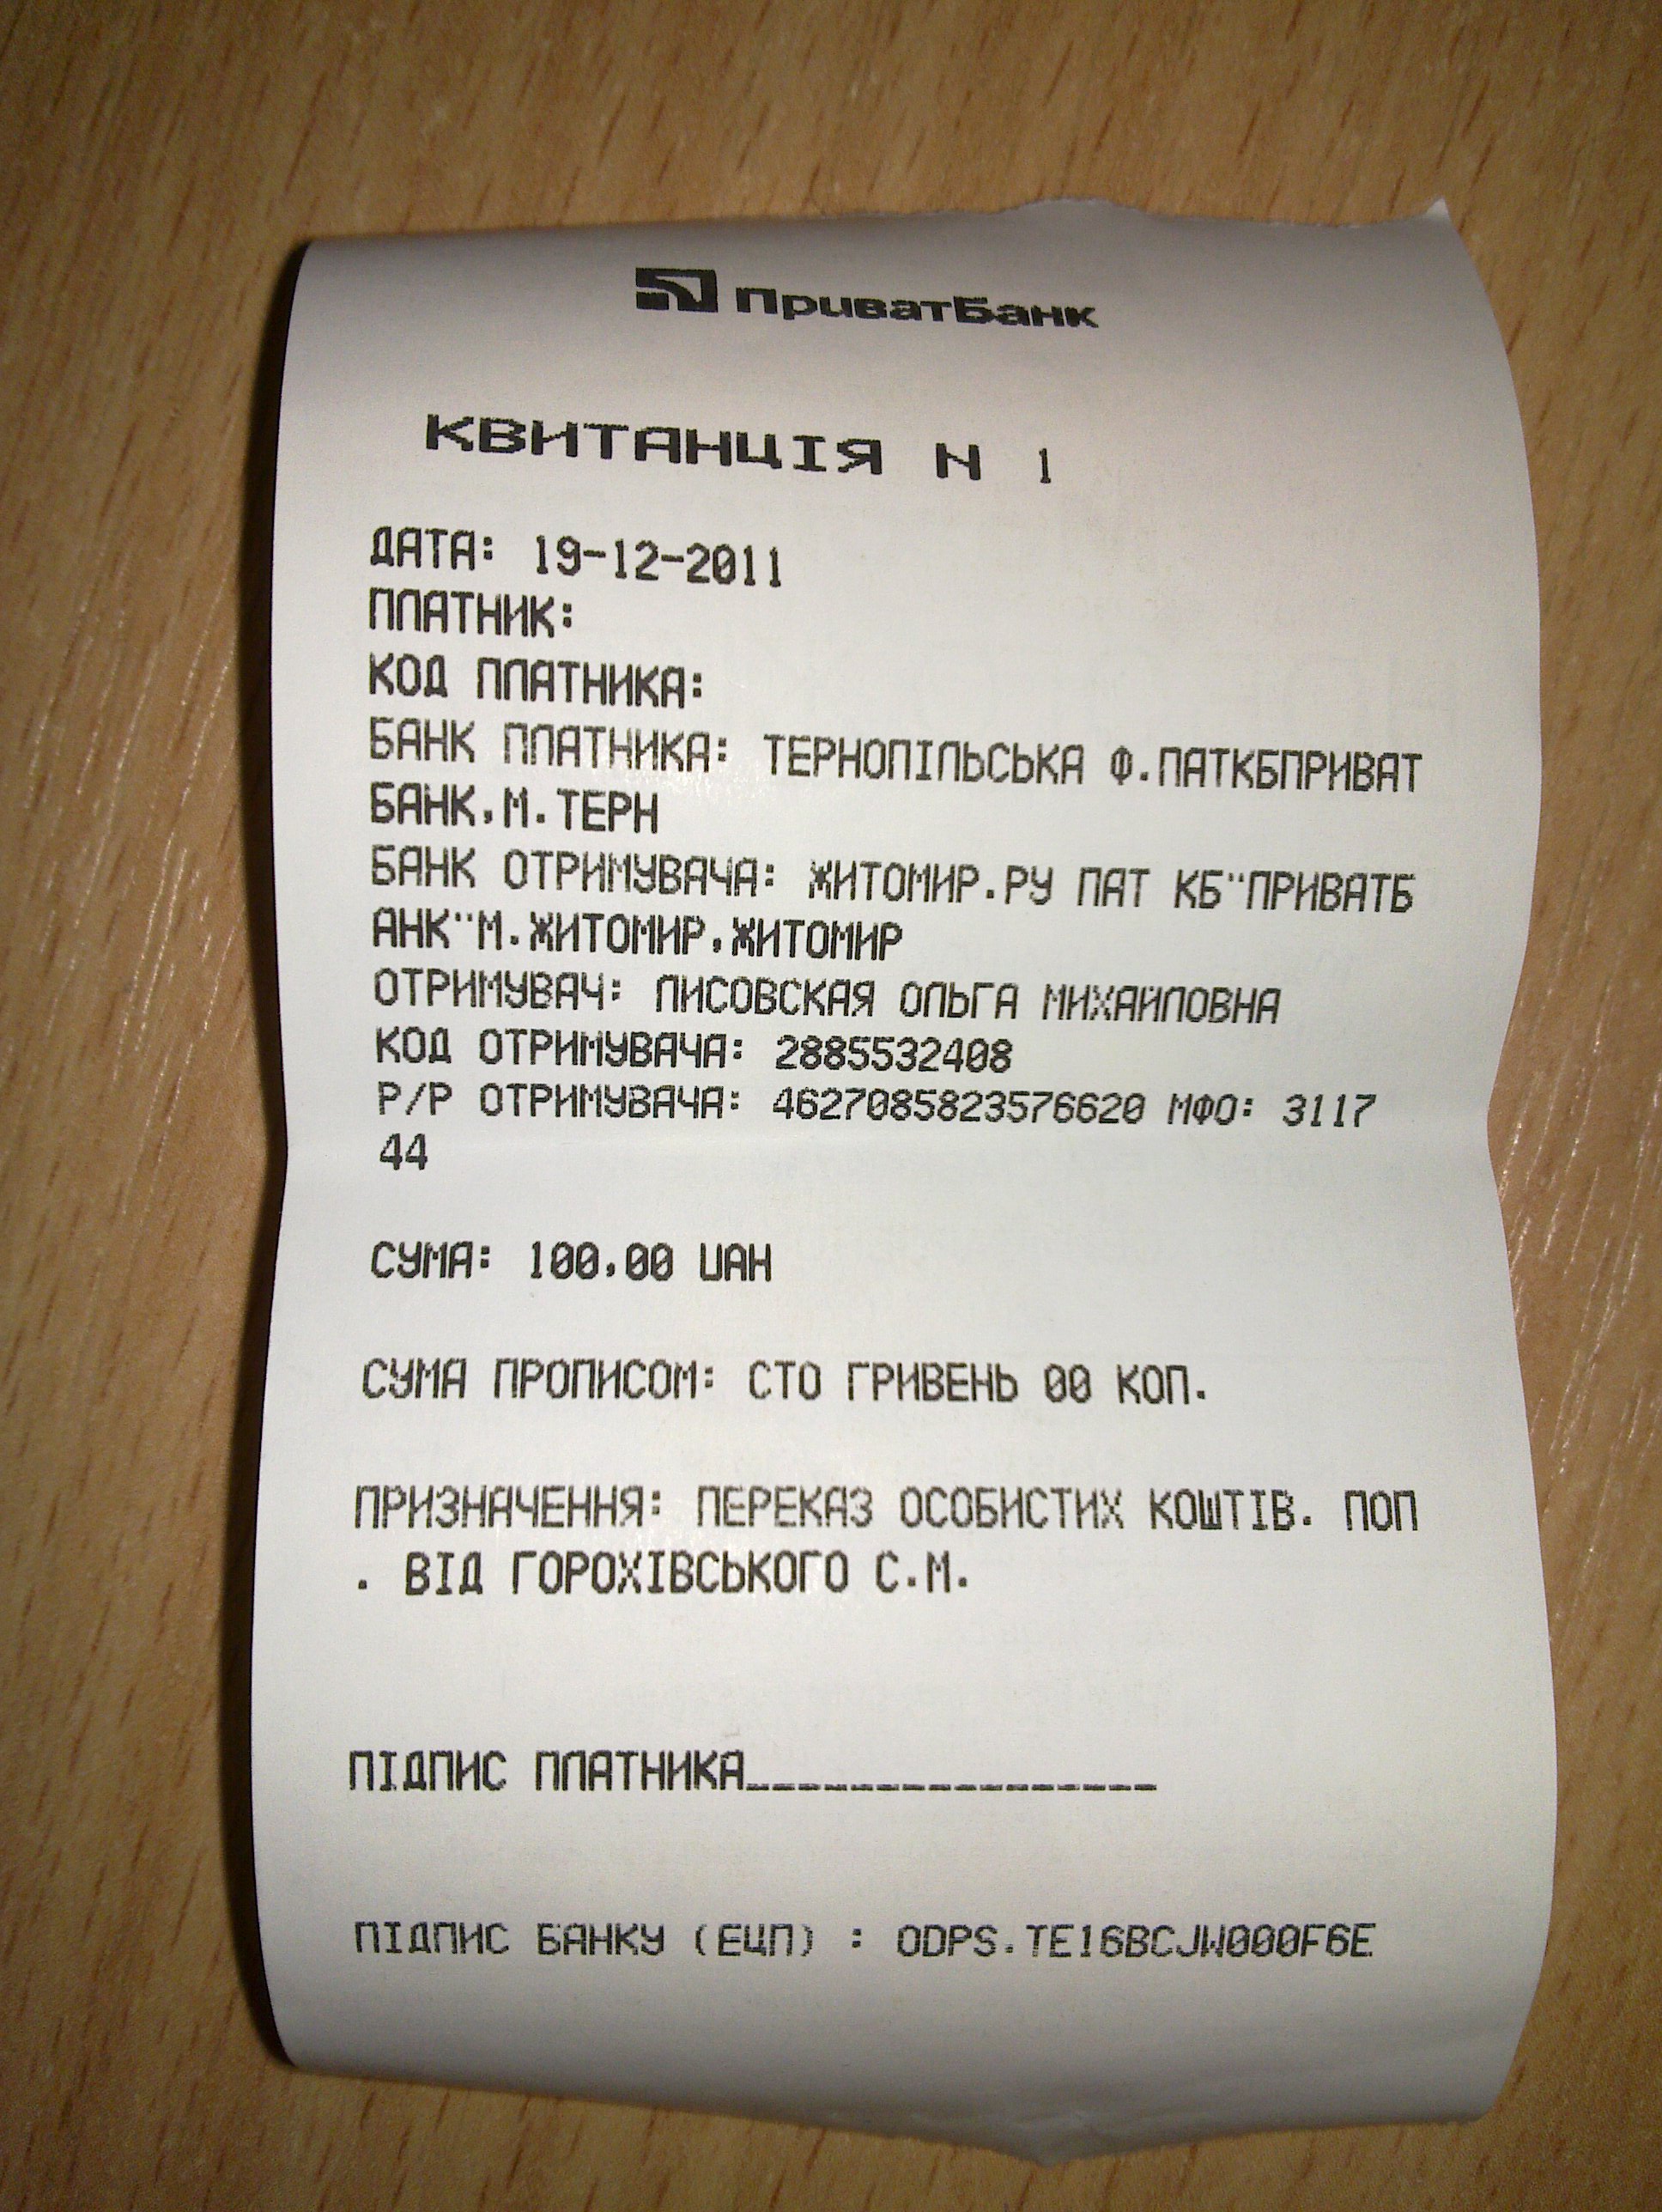 ПриватБанк
КВИТАНЦІЯ N 1
ДАТА: 19-12-2011
ПЛАТНИК:
КОД ПЛАТНИКА:
БАНК ПЛАТНИКА: ТЕРНОПІЛЬСЬКА Ф.ПАТКБПРИВАТ
БАНК,М.ТЕРН
БАНК ОТРИМУВАЧА: ЖИТОМИР.РУ ПАТ КБ"ПРИВАТБ
АНК"М.ЖИТОМИР,ЖИТОМИР
ОТРИМУВАЧ: ЛИСОВСКАЯ ОЛЬГА МИХАЙЛОВНА
КОД ОТРИМУВАЧА: 2885532408
Р/Р ОТРИМУВАЧА: 4627085823576620 МФО: 3117
44
СУМА: 100,00 UAH
СУМА ПРОПИСОМ: СТО ГРИВЕНЬ 00 КОП.
ПРИЗНАЧЕННЯ: ПЕРЕКАЗ ОСОБИСТИХ КОШТІВ. ПОП
. ВІД ГОРОХІВСЬКОГО С.М.
ПІДПИС ПЛАТНИКА________________
ПІДПИС БАНКУ (ЕЦП) : ODPS.TE16BCJW000F6E